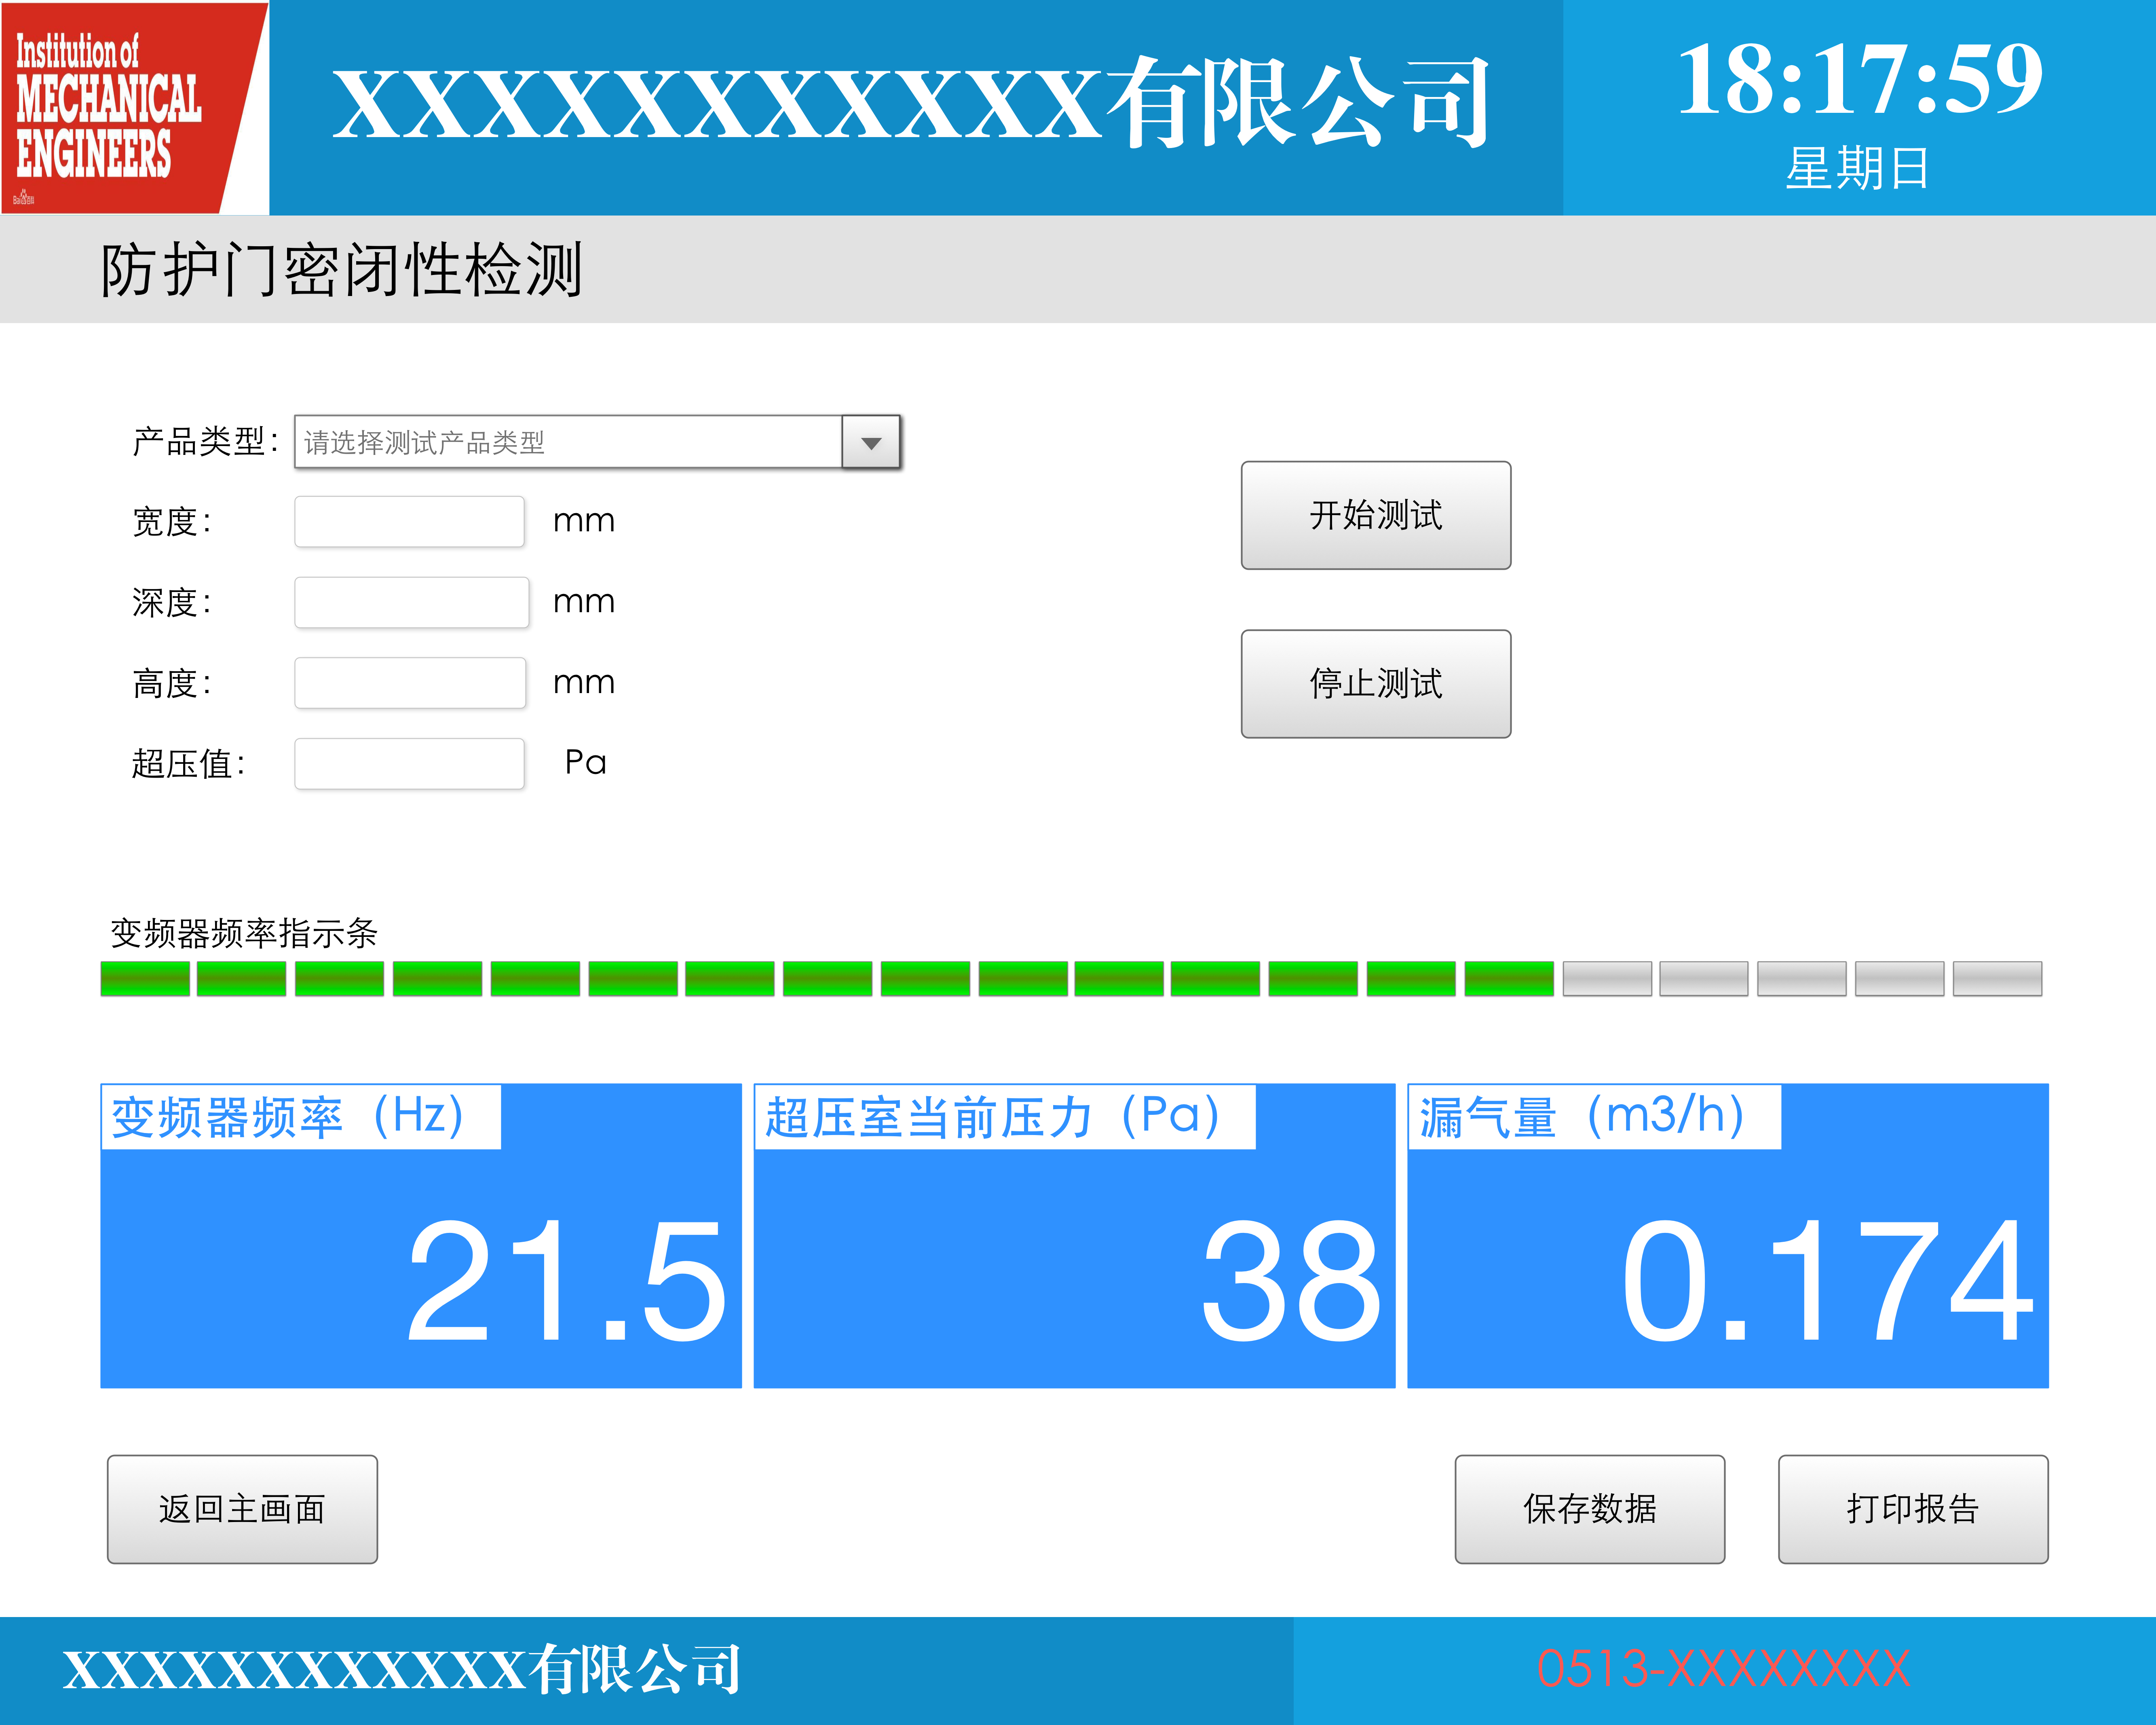 Institution of
MECHANICAL
ENGINEERS
XXXXXXXXXXX有限公司
18:17:59
星期日
防护门密闭性检测
产品类型： 请选择测试产品类型
宽度： mm
深度： mm
高度： mm
超压值： Pa
开始测试
停止测试
变频器频率指示条
变频器频率（Hz）
21.5
超压室当前压力（Pa）
38
漏气量（m3/h）
0.174
返回主画面
保存数据
打印报告
XXXXXXXXXXXX有限公司
0513-XXXXXXXX